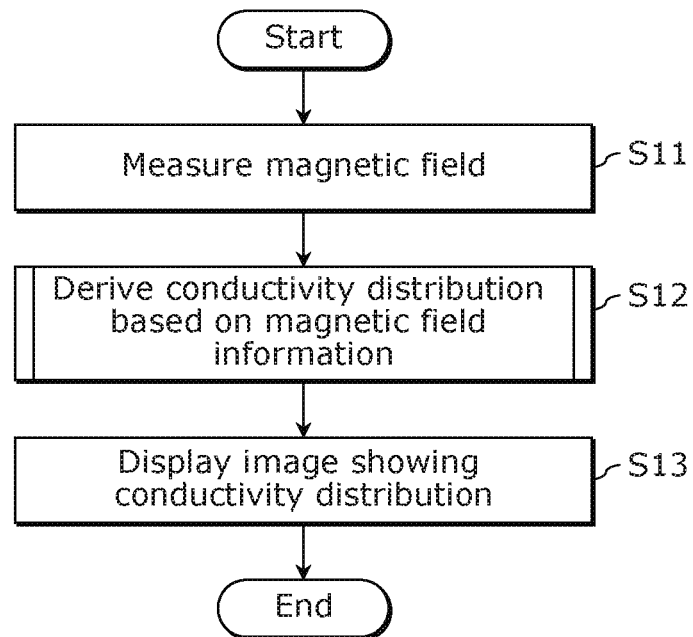 Start
Measure magnetic field
S11
Derive conductivity distribution
based on magnetic field
information
S12
Display image showing
conductivity distribution
S13
End